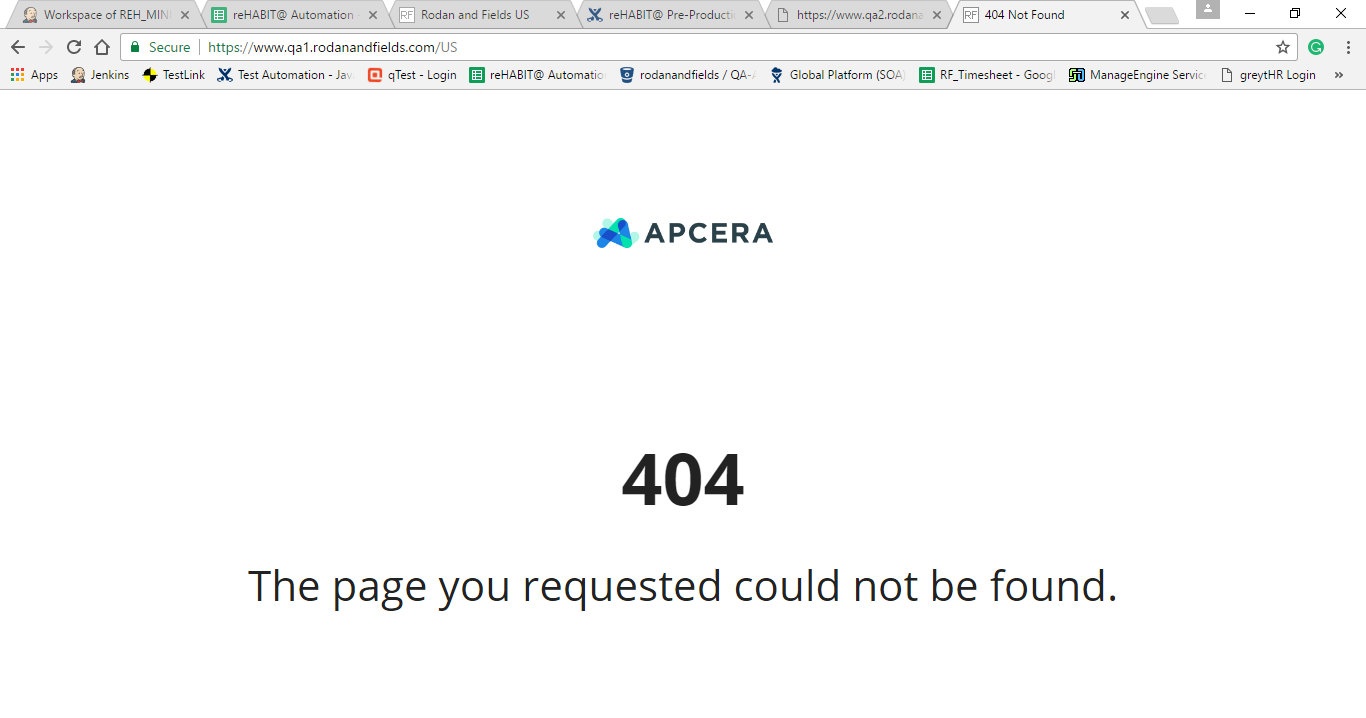 Workspace of REH_MIN
reHABIT@ Automation
RF Rodan and Fields US
reHABIT@ Pre-Producti
https://www.qa2.rodana
RF 404 Not Found
Secure https://www.qa1.rodanandfields.com/US
Apps Jenkins TestLink Test Automation - Jav qTest - Login reHABIT@ Automatio rodanandfields / QA-A Global Platform (SOA) RF_Timesheet - Goog ManageEngine Servic greytHR Login »
APCERA
404
The page you requested could not be found.